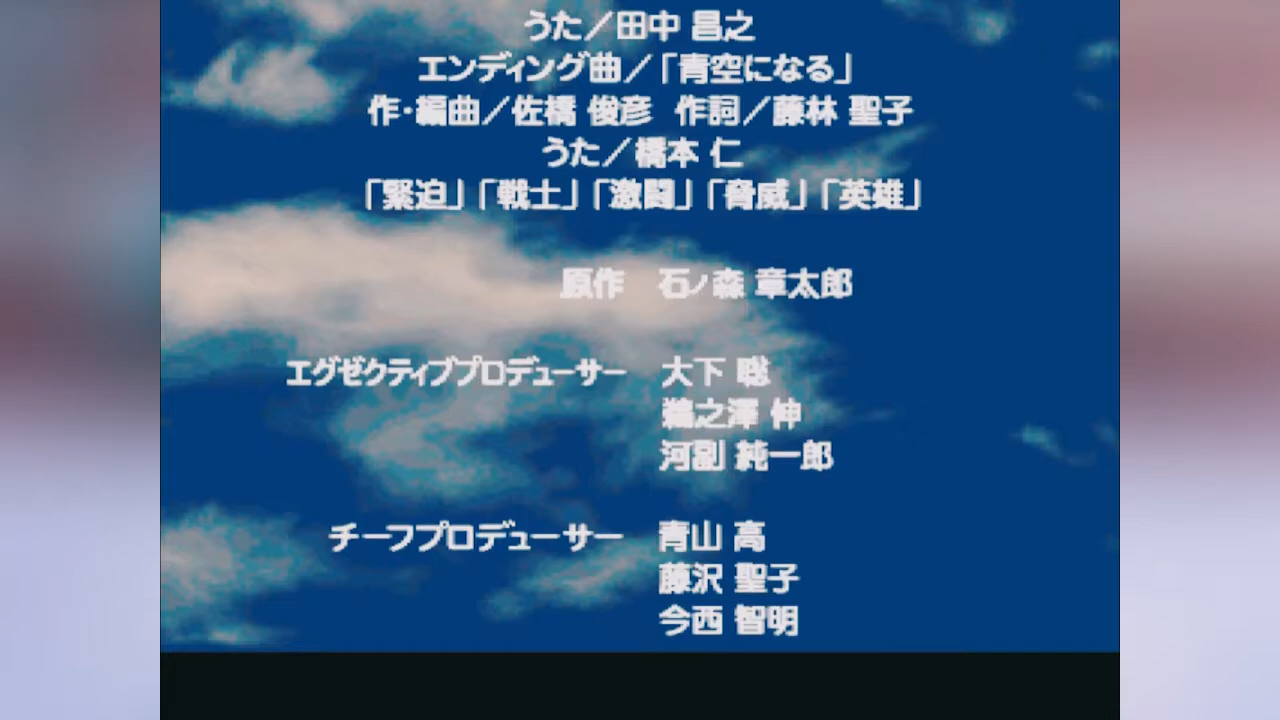 うた／田中 昌之
エンディング曲／「青空になる」
作・編曲／佐橋 俊彦 作詞／藤林 聖子
うた／橋本 仁
「緊迫」「戦士」「激闘」「脅威」「英雄」
原作 石ノ森 章太郎
エグゼクティブプロデューサー 大下 聡
鵜之澤 伸
河副 純一郎
チーフプロデューサー 青山 高
藤沢 聖子
今西 智明